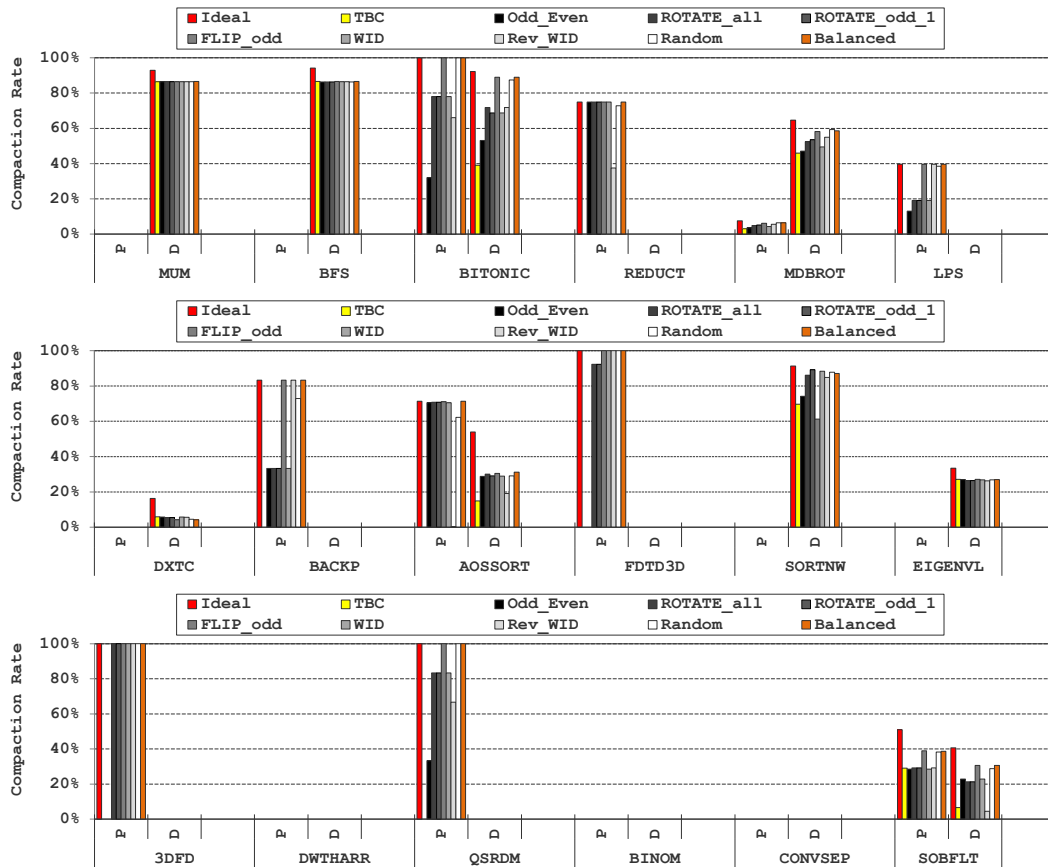 Ideal TBC Odd_Even ROTATE_all ROTATE_odd_1
FLIP_odd WID Rev_WID Random Balanced
Compaction Rate
100%
80%
60%
40%
20%
0%
P D P D P D P D P D P D
MUM BFS BITONIC REDUCT MDBROT LPS
Ideal TBC Odd_Even ROTATE_all ROTATE_odd_1
FLIP_odd WID Rev_WID Random Balanced
Compaction Rate
100%
80%
60%
40%
20%
0%
P D P D P D P D P D P D
DXTC BACKP AOSSORT FDTD3D SORTNW EIGENVL
Ideal TBC Odd_Even ROTATE_all ROTATE_odd_1
FLIP_odd WID Rev_WID Random Balanced
Compaction Rate
100%
80%
60%
40%
20%
0%
P D P D P D P D P D P D
3DFD DWTHARR QSRDM BINOM CONVSEP SOBFLT